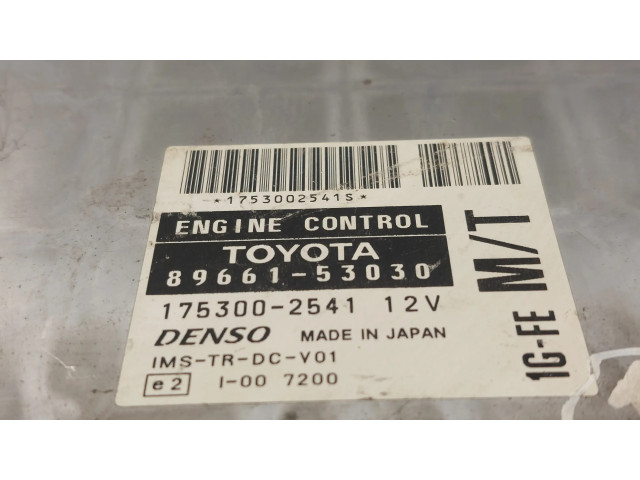 *1753002541S*
ENGINE CONTROL
TOYOTA
89661-53030
175300-2541 12V
DENSO MADE IN JAPAN
IMS-TR-DC-V01
e2 I-00 7200
1G-FE M/T